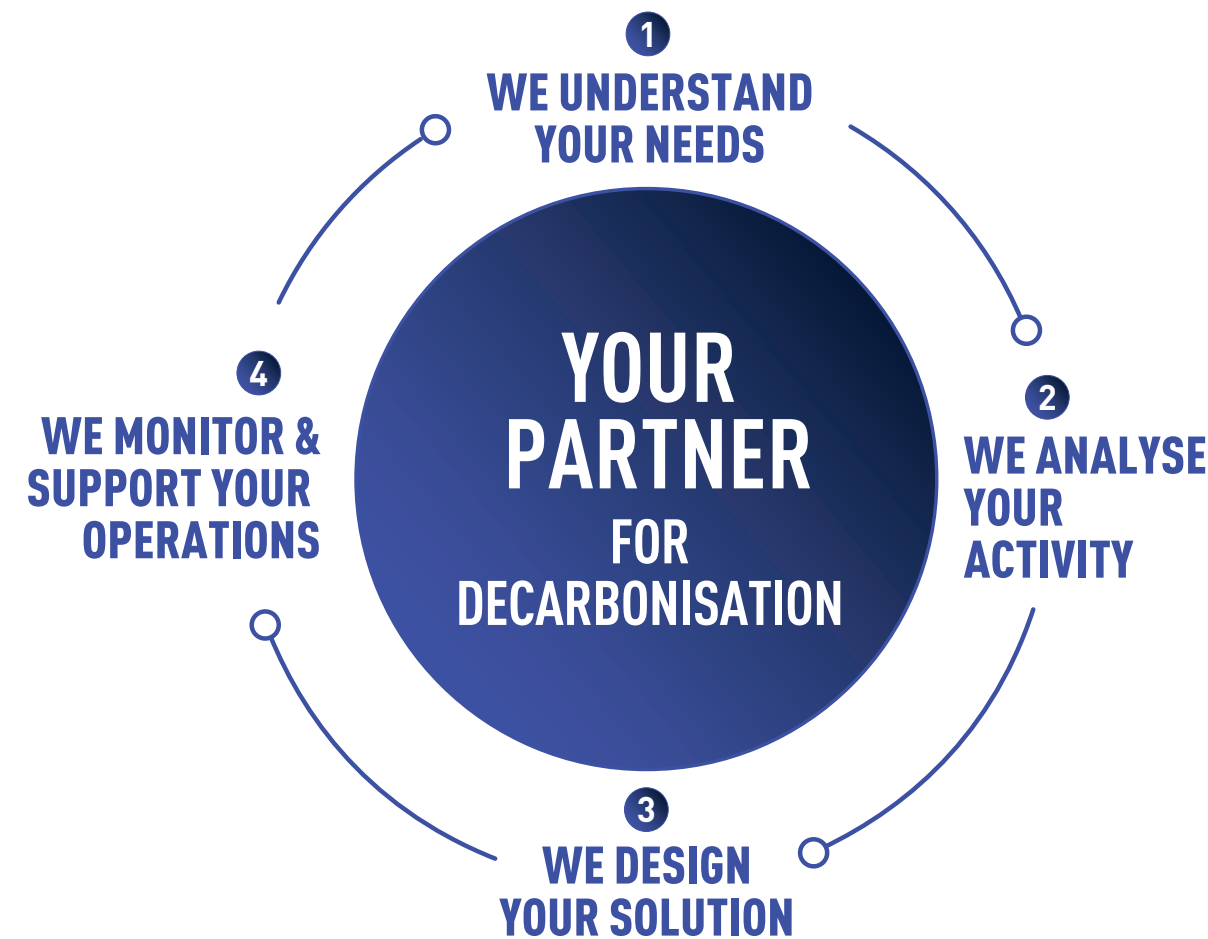 1
WE UNDERSTAND
YOUR NEEDS
2
WE ANALYSE
YOUR
ACTIVITY
3
WE DESIGN
YOUR SOLUTION
4
WE MONITOR &
SUPPORT YOUR
OPERATIONS
YOUR
PARTNER
FOR
DECARBONISATION